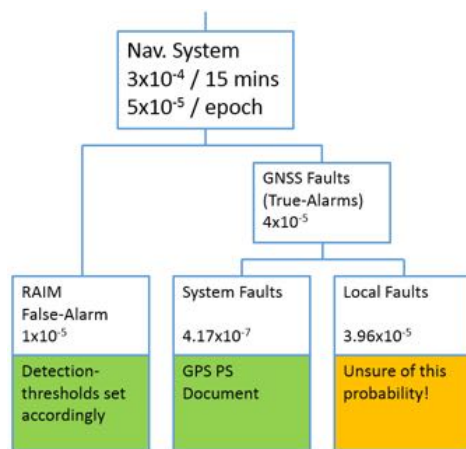 Nav. System
3x10⁻⁴ / 15 mins
5x10⁻⁵ / epoch
GNSS Faults
(True-Alarms)
4x10⁻⁵
RAIM
False-Alarm
1x10⁻⁵
Detection-
thresholds set
accordingly
System Faults
4.17x10⁻⁷
GPS PS
Document
Local Faults
3.96x10⁻⁵
Unsure of this
probability!